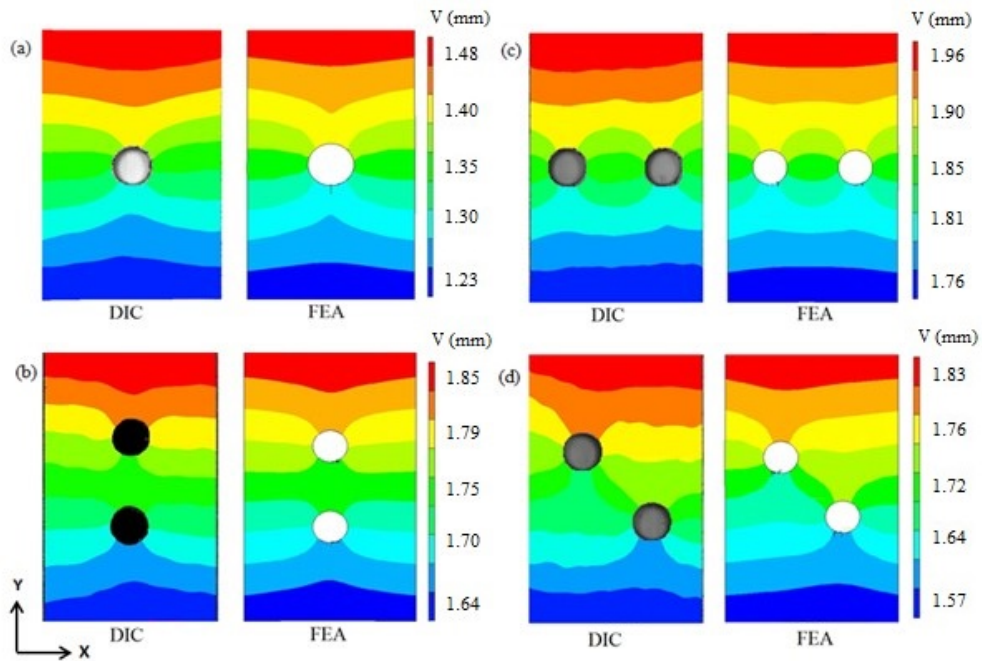 (a)
V (mm)
1.48
1.40
1.35
1.30
1.23
DIC
FEA
(c)
V (mm)
1.96
1.90
1.85
1.81
1.76
DIC
FEA
(b)
V (mm)
1.85
1.79
1.75
1.70
1.64
DIC
FEA
Y
X
(d)
V (mm)
1.83
1.76
1.72
1.64
1.57
DIC
FEA